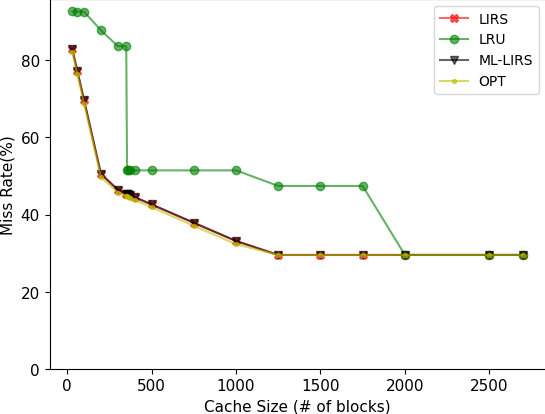 LIRS
LRU
ML-LIRS
OPT
Miss Rate(%)
80
60
40
20
0
0 500 1000 1500 2000 2500
Cache Size (# of blocks)